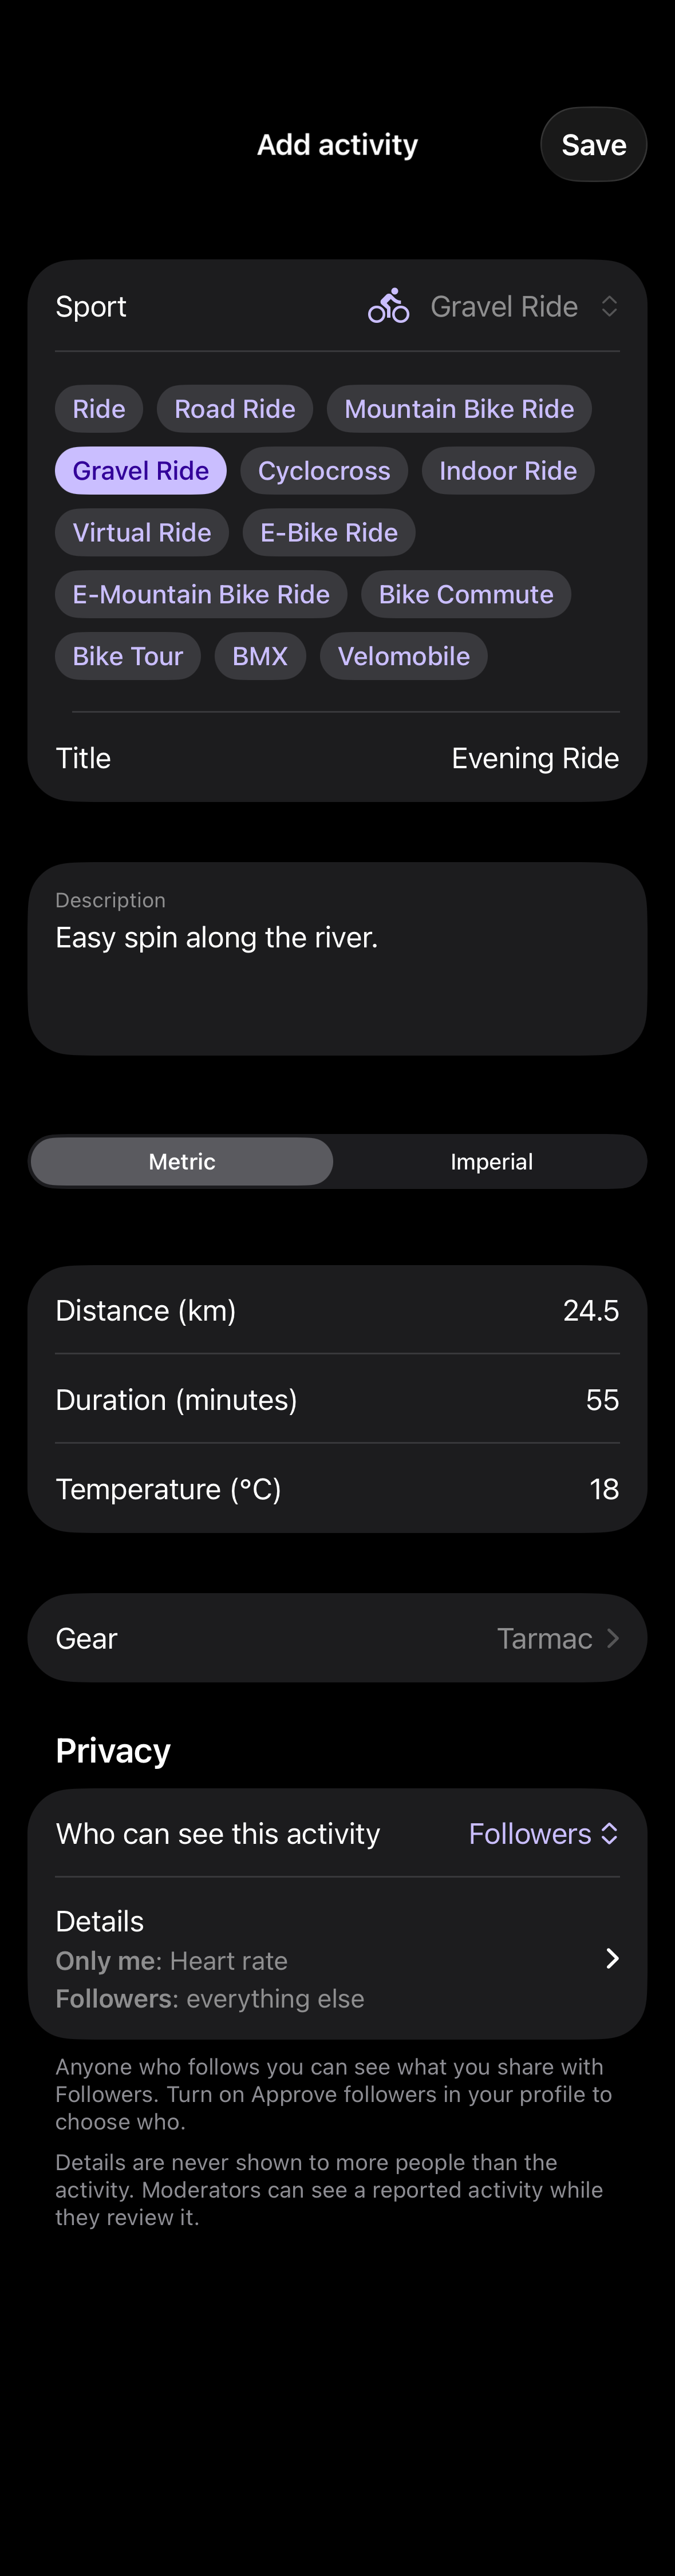 Add activity
Save
Sport
Gravel Ride
Ride
Road Ride
Mountain Bike Ride
Gravel Ride
Cyclocross
Indoor Ride
Virtual Ride
E-Bike Ride
E-Mountain Bike Ride
Bike Commute
Bike Tour
BMX
Velomobile
Title
Evening Ride
Description
Easy spin along the river.
Metric
Imperial
Distance (km)
24.5
Duration (minutes)
55
Temperature (°C)
18
Gear
Tarmac
Privacy
Who can see this activity
Followers
Details
Only me: Heart rate
Followers: everything else
Anyone who follows you can see what you share with
Followers. Turn on Approve followers in your profile to
choose who.
Details are never shown to more people than the
activity. Moderators can see a reported activity while
they review it.